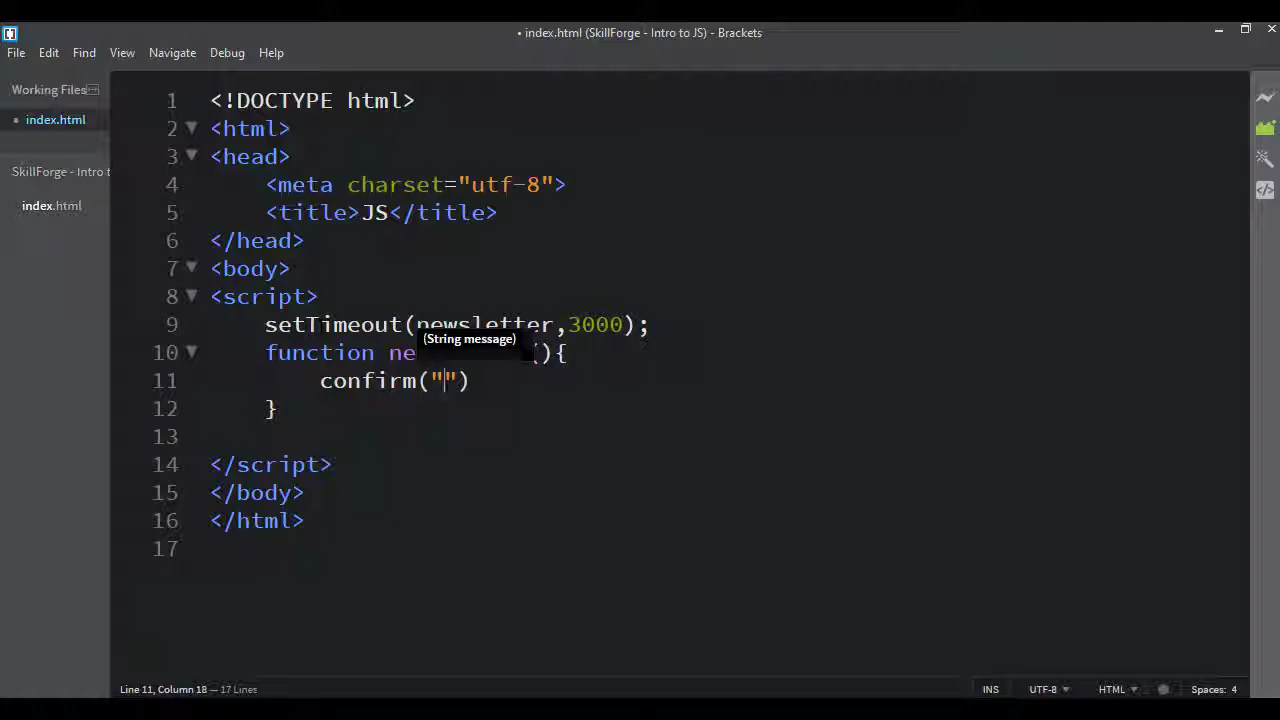 • index.html (SkillForge - Intro to JS) - Brackets
File Edit Find View Navigate Debug Help
Working Files
index.html
SkillForge - Intro t
index.html
1 <!DOCTYPE html>
2 <html>
3 <head>
4 <meta charset="utf-8">
5 <title>JS</title>
6 </head>
7 <body>
8 <script>
9 setTimeout(newsletter,3000);
(String message)
10 function ne (){
11 confirm("")
12 }
13
14 </script>
15 </body>
16 </html>
17
Line 11, Column 18 — 17 Lines
INS UTF-8 HTML Spaces: 4